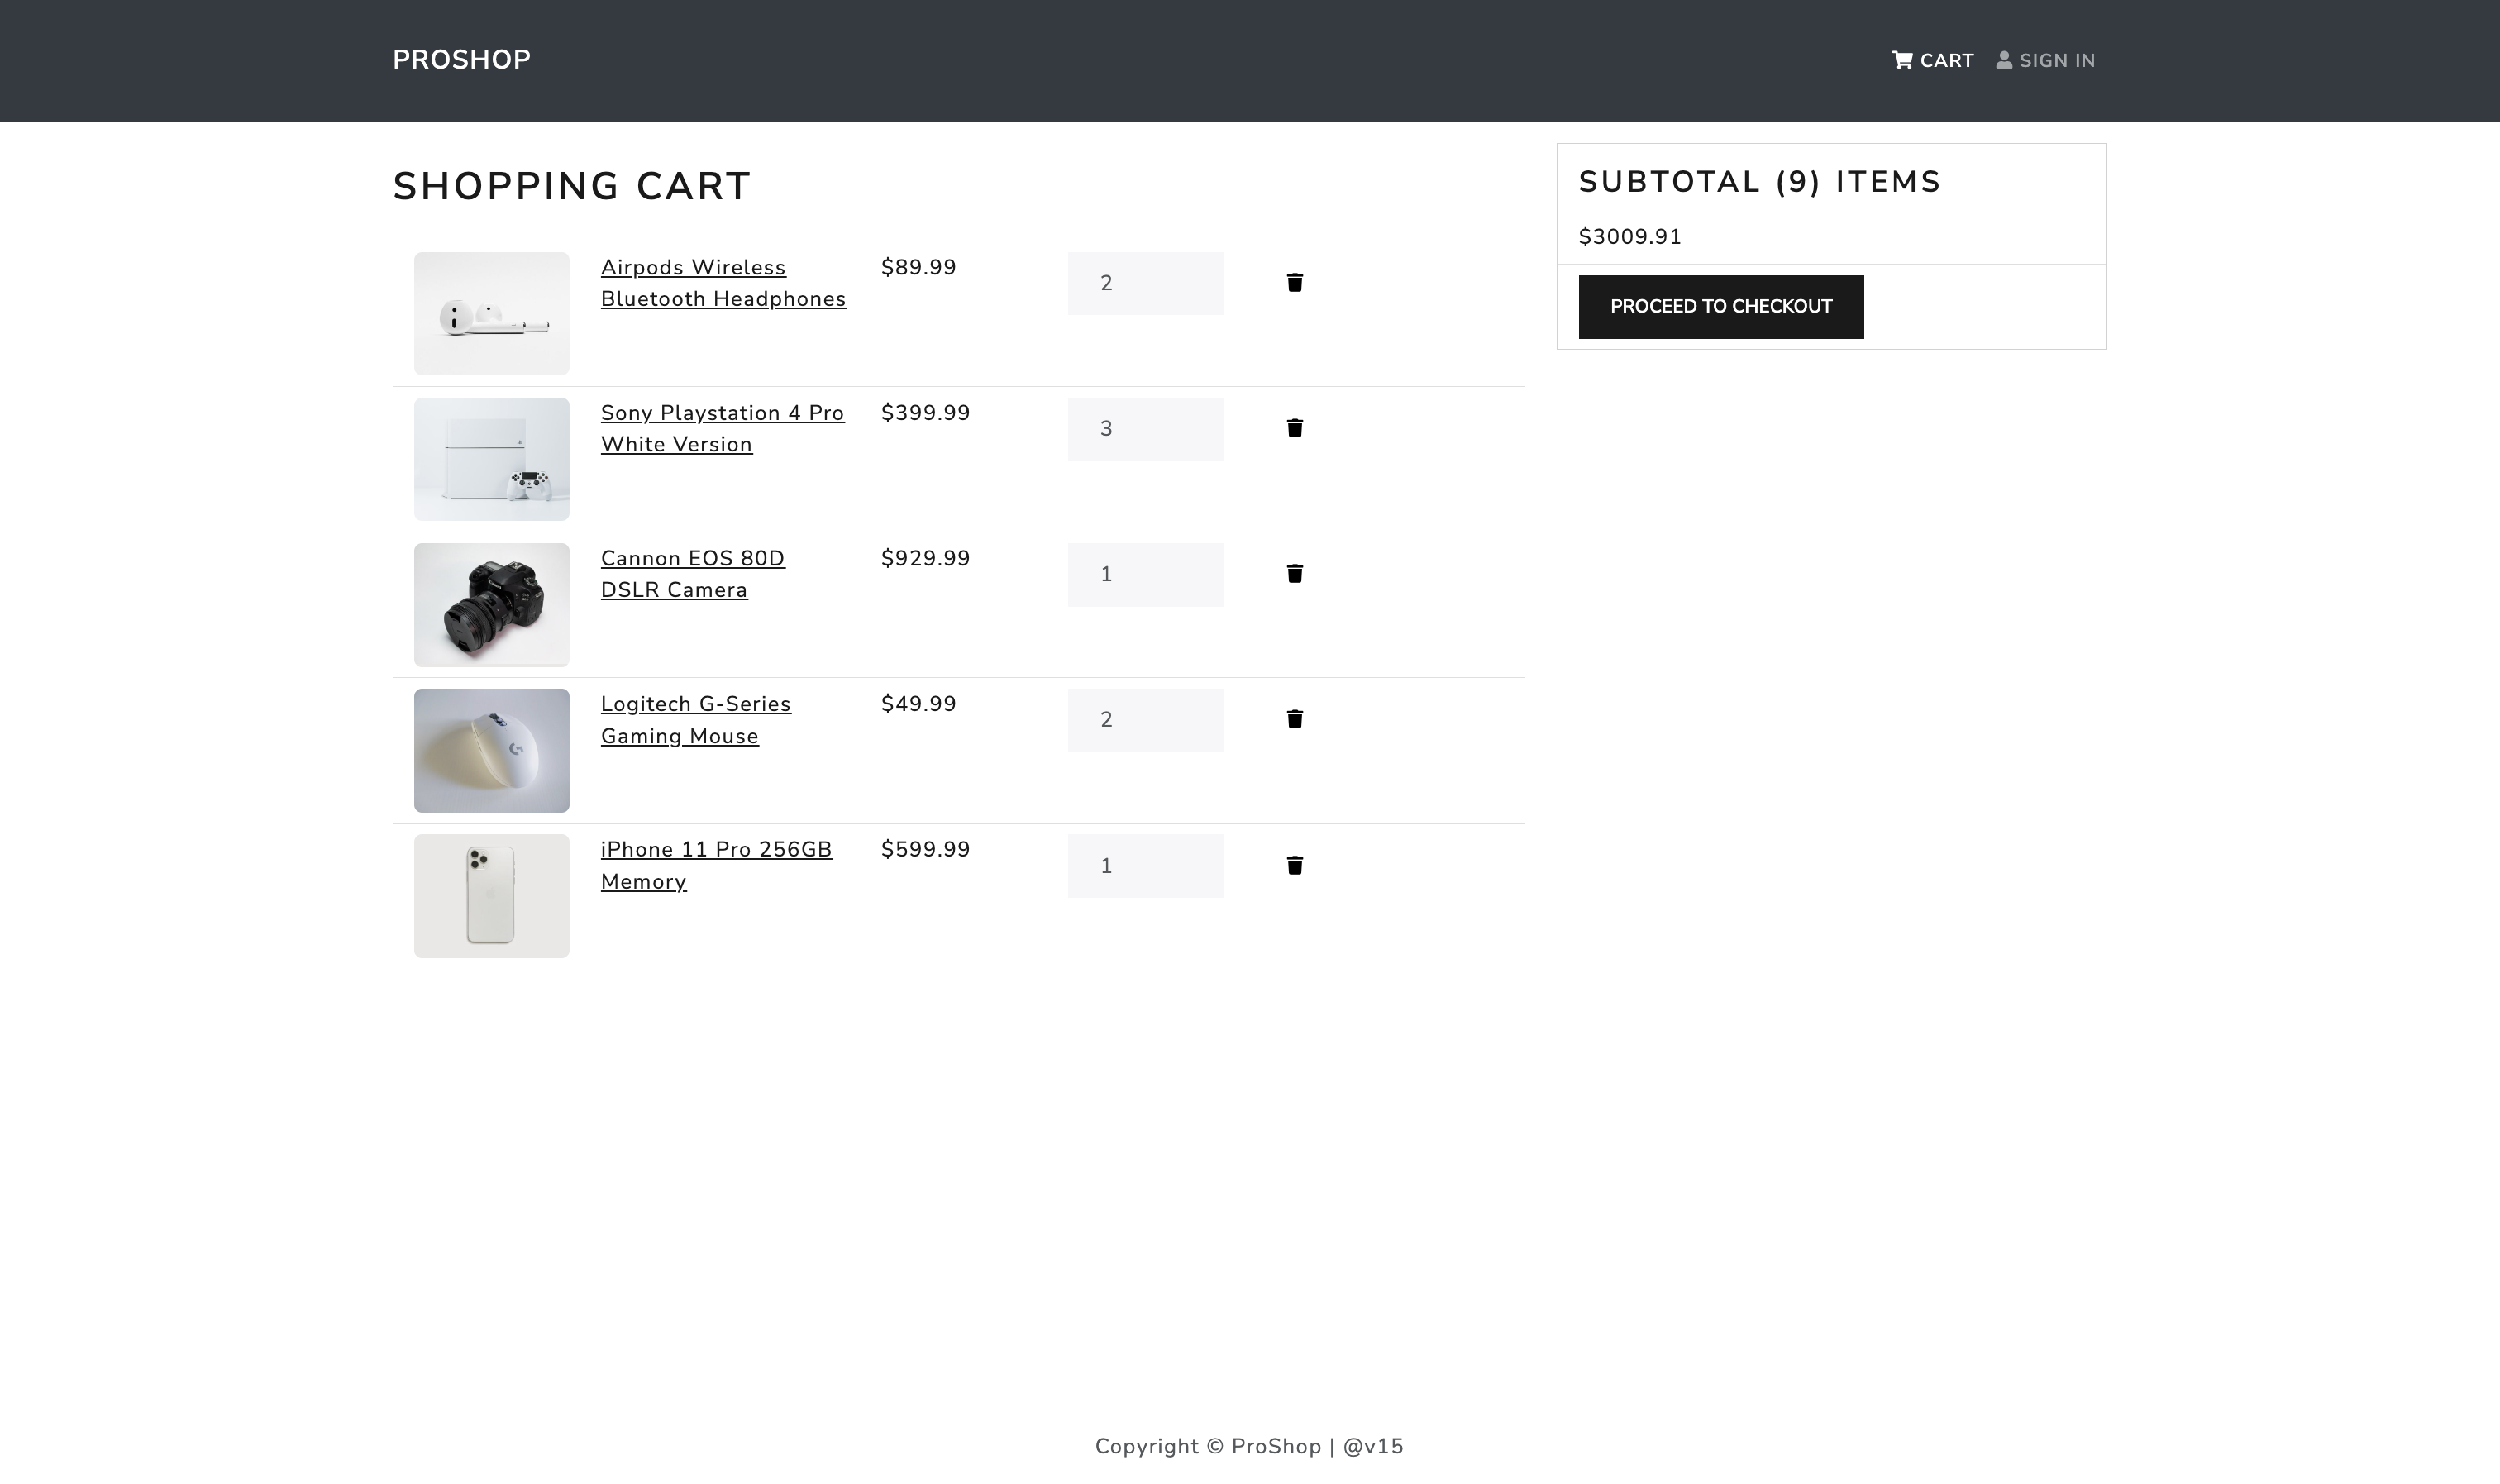 PROSHOP
CART
SIGN IN
SHOPPING CART
Airpods Wireless
Bluetooth Headphones
$89.99
2
Sony Playstation 4 Pro
White Version
$399.99
3
Cannon EOS 80D
DSLR Camera
$929.99
1
Logitech G-Series
Gaming Mouse
$49.99
2
iPhone 11 Pro 256GB
Memory
$599.99
1
SUBTOTAL (9) ITEMS
$3009.91
PROCEED TO CHECKOUT
Copyright © ProShop | @v15